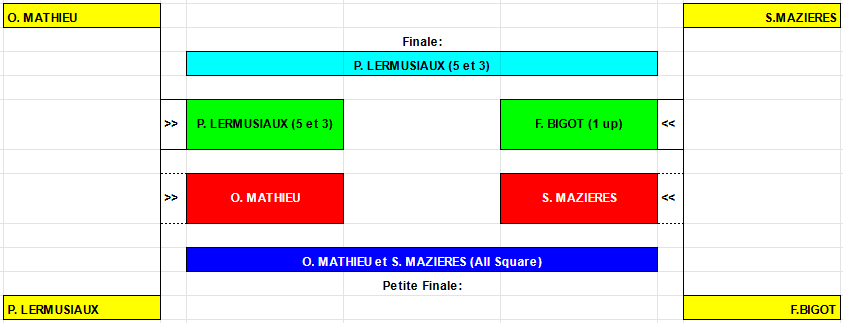 O. MATHIEU
S.MAZIERES
Finale:
P. LERMUSIAUX (5 et 3)
>> P. LERMUSIAUX (5 et 3) F. BIGOT (1 up) <<
>> O. MATHIEU S. MAZIERES <<
O. MATHIEU et S. MAZIERES (All Square)
Petite Finale:
P. LERMUSIAUX
F.BIGOT